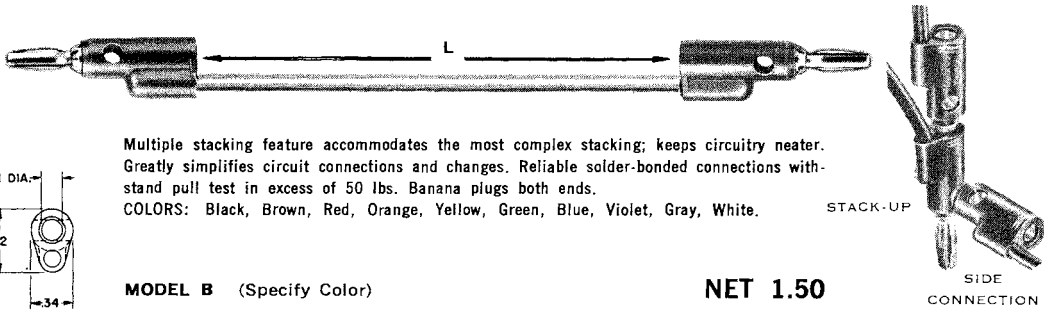 L
Multiple stacking feature accommodates the most complex stacking; keeps circuitry neater.
Greatly simplifies circuit connections and changes. Reliable solder-bonded connections with-
stand pull test in excess of 50 lbs. Banana plugs both ends.
COLORS: Black, Brown, Red, Orange, Yellow, Green, Blue, Violet, Gray, White.
DIA.
2
.34
STACK-UP
SIDE
CONNECTION
MODEL B (Specify Color)
NET 1.50